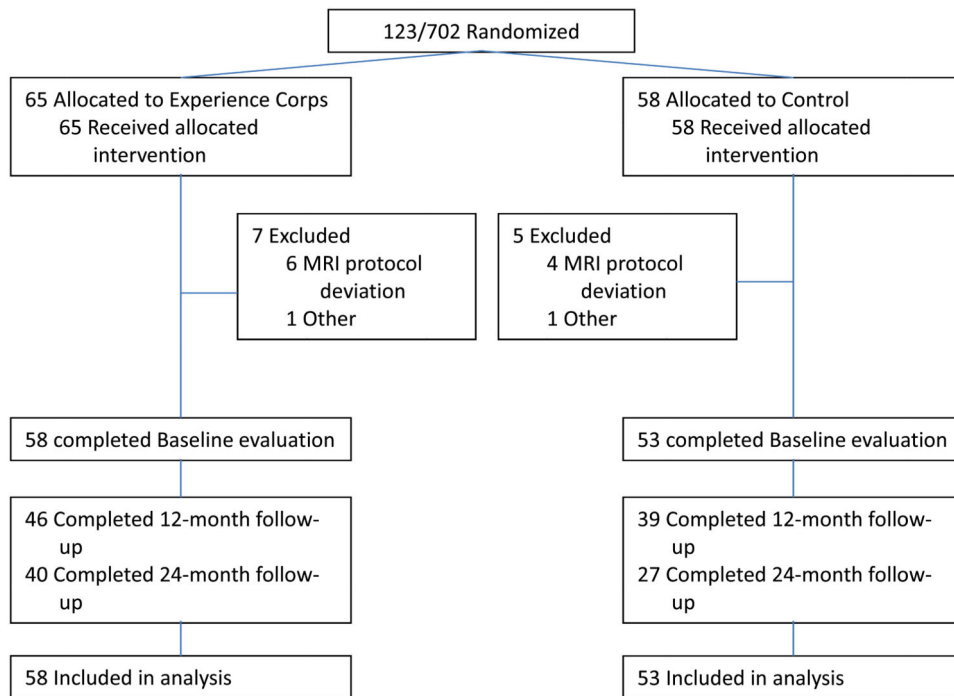 123/702 Randomized
65 Allocated to Experience Corps
65 Received allocated
intervention
58 Allocated to Control
58 Received allocated
intervention
7 Excluded
6 MRI protocol
deviation
1 Other
5 Excluded
4 MRI protocol
deviation
1 Other
58 completed Baseline evaluation
53 completed Baseline evaluation
46 Completed 12-month follow-
up
40 Completed 24-month follow-
up
39 Completed 12-month follow-
up
27 Completed 24-month follow-
up
58 Included in analysis
53 Included in analysis